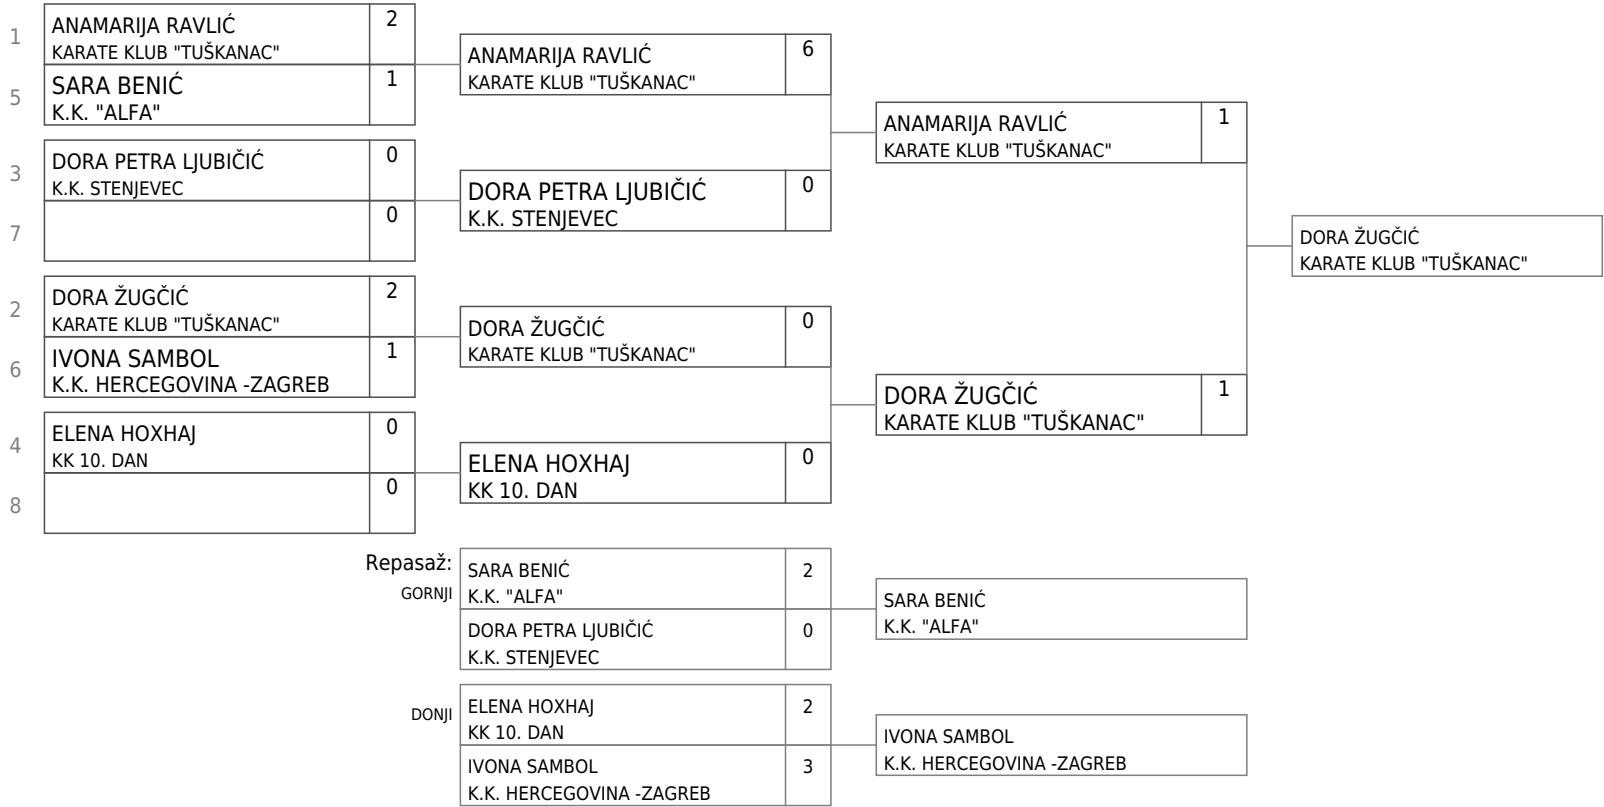 1
ANAMARIJA RAVLIĆ 2
KARATE KLUB "TUŠKANAC"
5
SARA BENIĆ 1
K.K. "ALFA"
3
DORA PETRA LJUBIČIĆ 0
K.K. STENJEVEC
7
0
2
DORA ŽUGČIĆ 2
KARATE KLUB "TUŠKANAC"
6
IVONA SAMBOL 1
K.K. HERCEGOVINA -ZAGREB
4
ELENA HOXHAJ 0
KK 10. DAN
8
0
ANAMARIJA RAVLIĆ 6
KARATE KLUB "TUŠKANAC"
DORA PETRA LJUBIČIĆ 0
K.K. STENJEVEC
DORA ŽUGČIĆ 0
KARATE KLUB "TUŠKANAC"
ELENA HOXHAJ 0
KK 10. DAN
ANAMARIJA RAVLIĆ 1
KARATE KLUB "TUŠKANAC"
DORA ŽUGČIĆ 1
KARATE KLUB "TUŠKANAC"
DORA ŽUGČIĆ
KARATE KLUB "TUŠKANAC"
Repasaž:
GORNJI
SARA BENIĆ 2
K.K. "ALFA"
DORA PETRA LJUBIČIĆ 0
K.K. STENJEVEC
SARA BENIĆ
K.K. "ALFA"
DONJI
ELENA HOXHAJ 2
KK 10. DAN
IVONA SAMBOL 3
K.K. HERCEGOVINA -ZAGREB
IVONA SAMBOL
K.K. HERCEGOVINA -ZAGREB